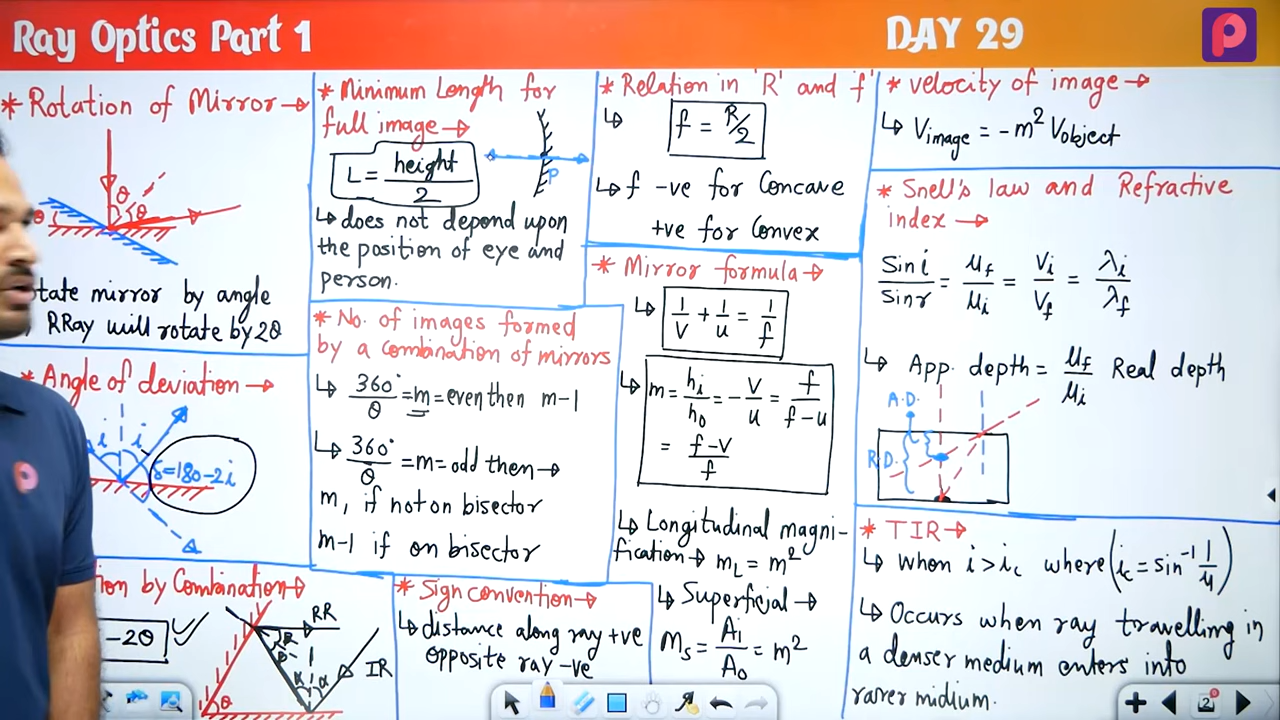 Ray Optics Part 1
DAY 29
* Rotation of Mirror →
θ
θ
θ
tate mirror by angle
RRay will rotate by 2θ
* Angle of deviation →
i
i
δ=180-2i
tion by Combination →
-2θ
RR
IR
α
α
θ
* Minimum Length for
full image →
L = height/2
P
↳ does not depend upon
the position of eye and
person.
* No. of images formed
by a combination of mirrors
↳ 360°/θ = m = even then m-1
↳ 360°/θ = m = odd then →
m, if not on bisector
m-1 if on bisector
* Sign convention →
↳ distance along ray +ve
opposite ray -ve
* Relation in 'R' and f'
↳ f = R/2
↳ f -ve for Concave
+ve for Convex
* Mirror formula →
↳ 1/v + 1/u = 1/f
↳ m = hi/ho = -v/u = f/f-u
= f-v/f
↳ Longitudinal magni-
fication → mL = m²
↳ Superficial →
ms = Ai/Ao = m²
* velocity of image →
↳ Vimage = -m² Vobject
* Snell's law and Refractive
index →
Sin i/Sin r = μf/μi = Vi/Vf = λi/λf
↳ App. depth = μf/μi Real depth
A.D.
R.D.
* TIR →
↳ When i > ic where (ic = sin⁻¹ 1/μ)
↳ Occurs when ray travelling in
a denser medium enters into
rarer midium.
2